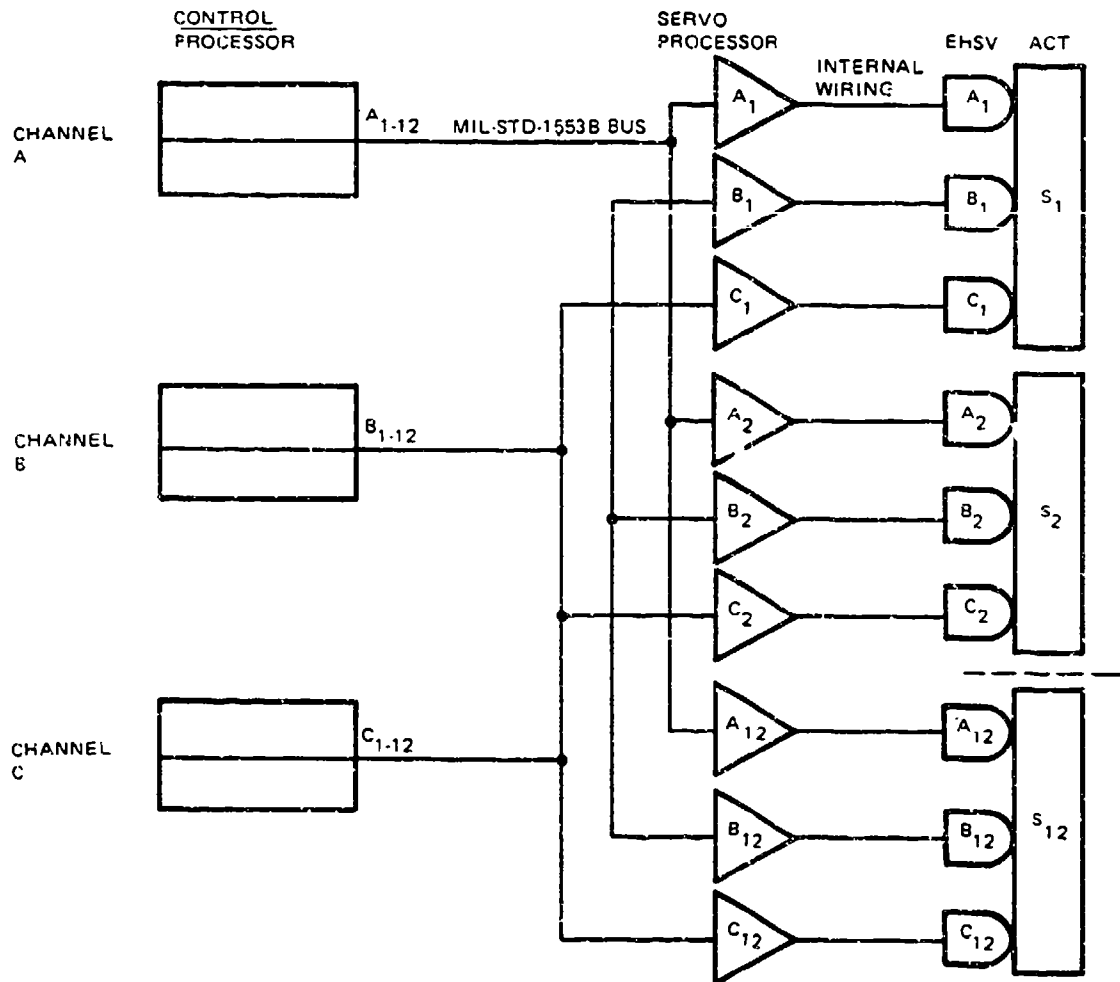 CONTROL
PROCESSOR
SERVO
PROCESSOR
EHSV
ACT
INTERNAL
WIRING
CHANNEL
A
A1-12
MIL-STD-1553B BUS
A1
A1
B1
B1
S1
C1
C1
CHANNEL
B
B1-12
A2
A2
B2
B2
S2
C2
C2
CHANNEL
C
C1-12
A12
A12
B12
B12
S12
C12
C12